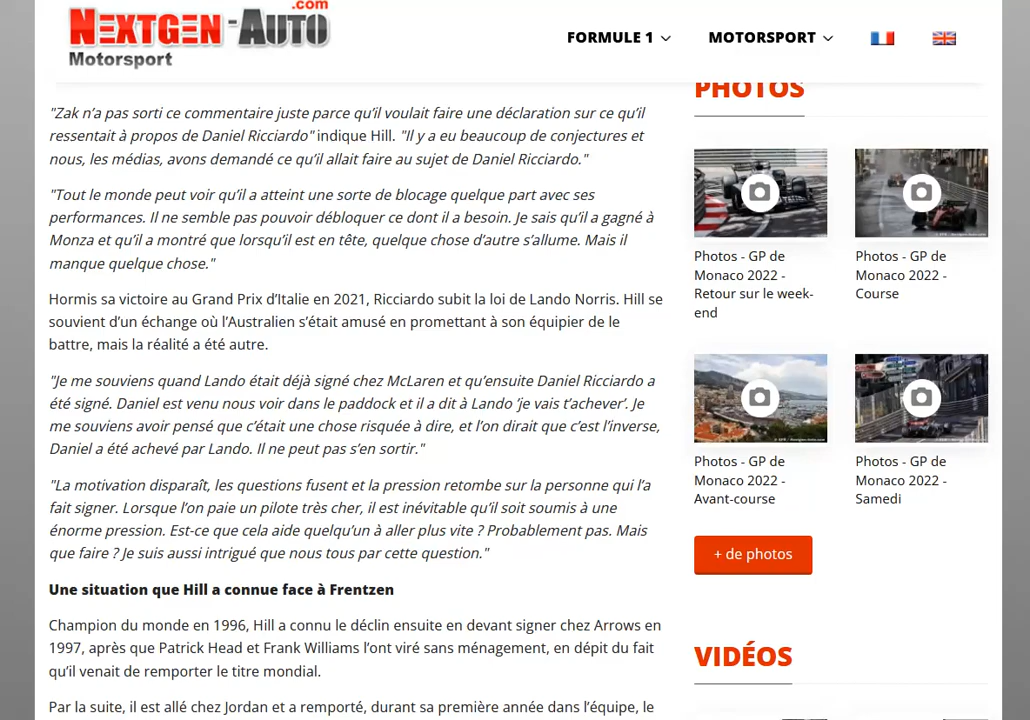 NEXTGEN-AUTO.com
Motorsport
FORMULE 1
MOTORSPORT
"Zak n’a pas sorti ce commentaire juste parce qu’il voulait faire une déclaration sur ce qu’il
ressentait à propos de Daniel Ricciardo" indique Hill. "Il y a eu beaucoup de conjectures et
nous, les médias, avons demandé ce qu’il allait faire au sujet de Daniel Ricciardo."
"Tout le monde peut voir qu’il a atteint une sorte de blocage quelque part avec ses
performances. Il ne semble pas pouvoir débloquer ce dont il a besoin. Je sais qu’il a gagné à
Monza et qu’il a montré que lorsqu’il est en tête, quelque chose d’autre s’allume. Mais il
manque quelque chose."
Hormis sa victoire au Grand Prix d’Italie en 2021, Ricciardo subit la loi de Lando Norris. Hill se
souvient d’un échange où l’Australien s’était amusé en promettant à son équipier de le
battre, mais la réalité a été autre.
"Je me souviens quand Lando était déjà signé chez McLaren et qu’ensuite Daniel Ricciardo a
été signé. Daniel est venu nous voir dans le paddock et il a dit à Lando ’je vais t’achever’. Je
me souviens avoir pensé que c’était une chose risquée à dire, et l’on dirait que c’est l’inverse,
Daniel a été achevé par Lando. Il ne peut pas s’en sortir."
"La motivation disparaît, les questions fusent et la pression retombe sur la personne qui l’a
fait signer. Lorsque l’on paie un pilote très cher, il est inévitable qu’il soit soumis à une
énorme pression. Est-ce que cela aide quelqu’un à aller plus vite ? Probablement pas. Mais
que faire ? Je suis aussi intrigué que nous tous par cette question."
Une situation que Hill a connue face à Frentzen
Champion du monde en 1996, Hill a connu le déclin ensuite en devant signer chez Arrows en
1997, après que Patrick Head et Frank Williams l’ont viré sans ménagement, en dépit du fait
qu’il venait de remporter le titre mondial.
Par la suite, il est allé chez Jordan et a remporté, durant sa première année dans l’équipe, le
PHOTOS
Photos - GP de
Monaco 2022 -
Retour sur le week-
end
Photos - GP de
Monaco 2022 -
Course
Photos - GP de
Monaco 2022 -
Avant-course
Photos - GP de
Monaco 2022 -
Samedi
+ de photos
VIDÉOS